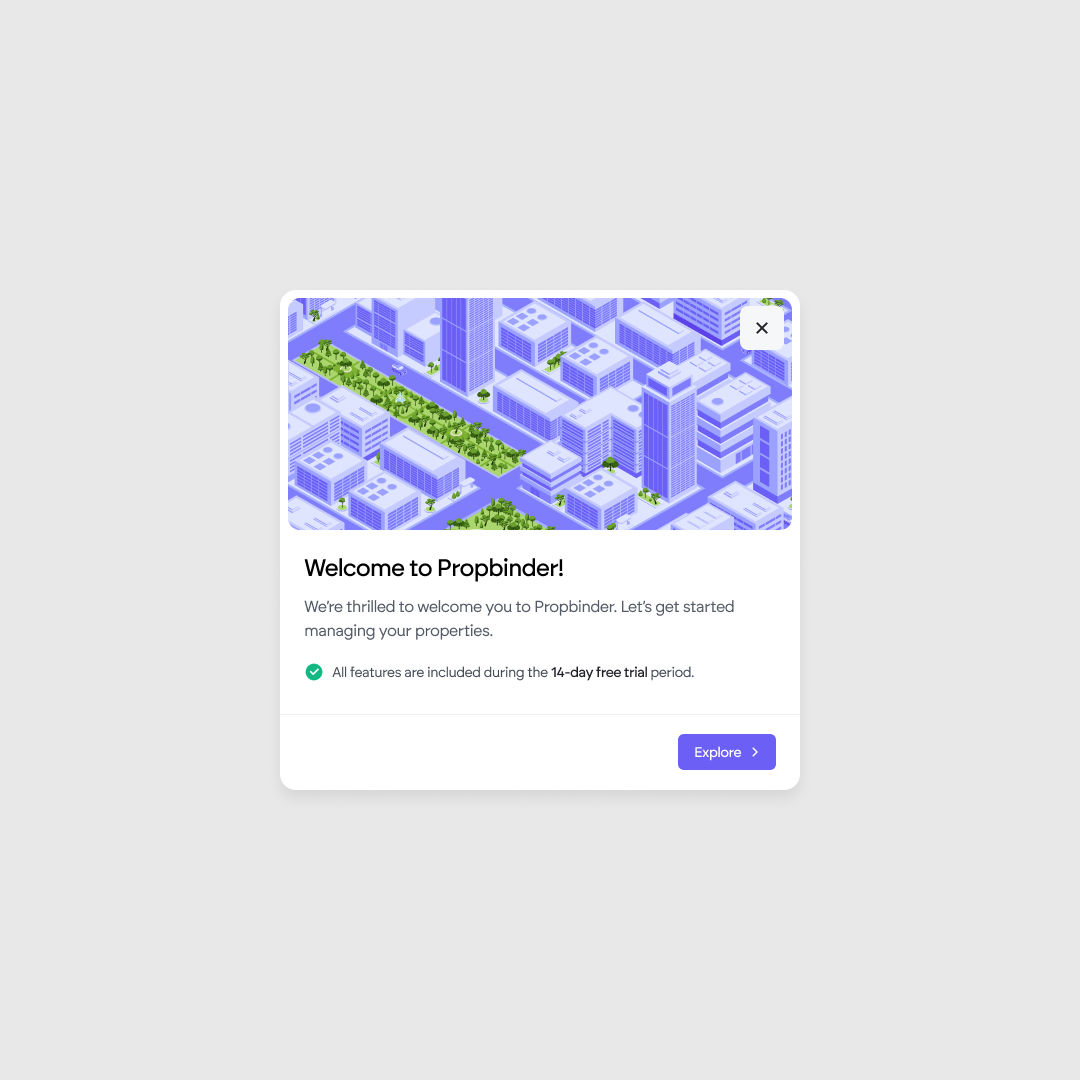 Welcome to Propbinder!
We’re thrilled to welcome you to Propbinder. Let’s get started
managing your properties.
All features are included during the 14-day free trial period.
Explore